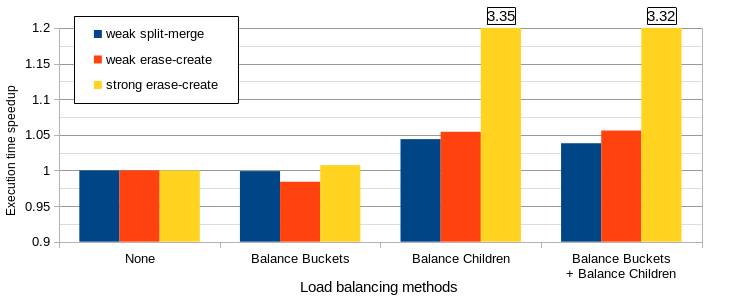 3.35
3.32
1.2
1.15
1.1
1.05
1
0.95
0.9
Execution time speedup
weak split-merge
weak erase-create
strong erase-create
None
Balance Buckets
Balance Children
Balance Buckets
+ Balance Children
Load balancing methods